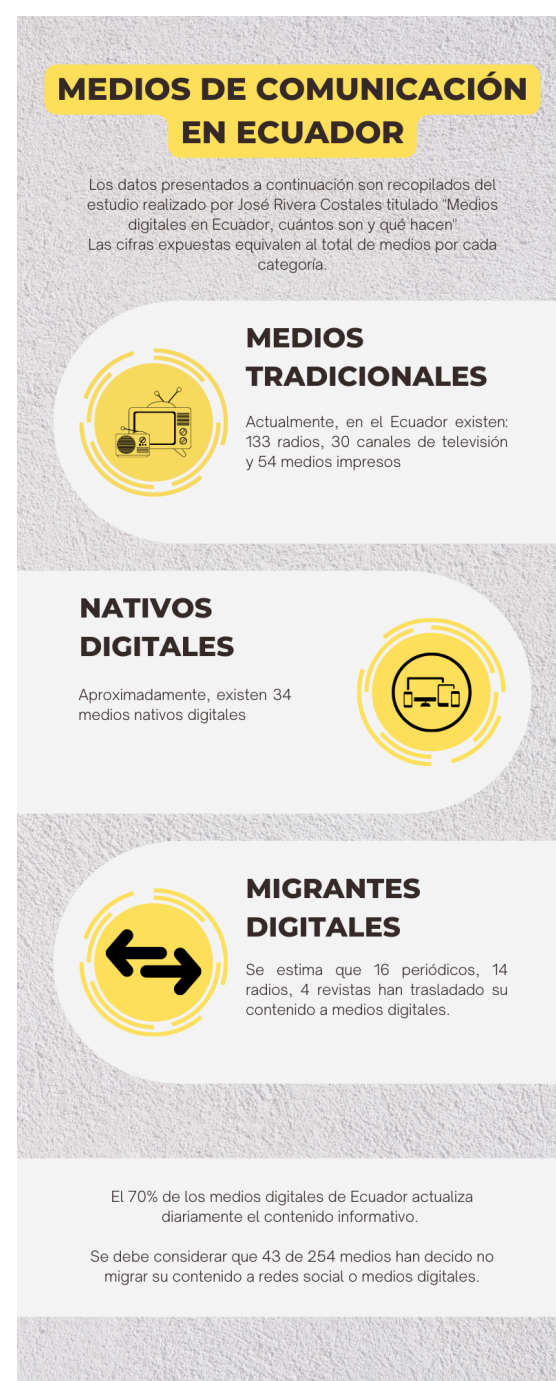 MEDIOS DE COMUNICACIÓN
EN ECUADOR
Los datos presentados a continuación son recopilados del
estudio realizado por José Rivera Costales titulado "Medios
digitales en Ecuador, cuántos son y qué hacen"
Las cifras expuestas equivalen al total de medios por cada
categoría.
MEDIOS
TRADICIONALES
Actualmente, en el Ecuador existen:
133 radios, 30 canales de televisión
y 54 medios impresos
NATIVOS
DIGITALES
Aproximadamente, existen 34
medios nativos digitales
MIGRANTES
DIGITALES
Se estima que 16 periódicos, 14
radios, 4 revistas han trasladado su
contenido a medios digitales.
El 70% de los medios digitales de Ecuador actualiza
diariamente el contenido informativo.
Se debe considerar que 43 de 254 medios han decido no
migrar su contenido a redes social o medios digitales.